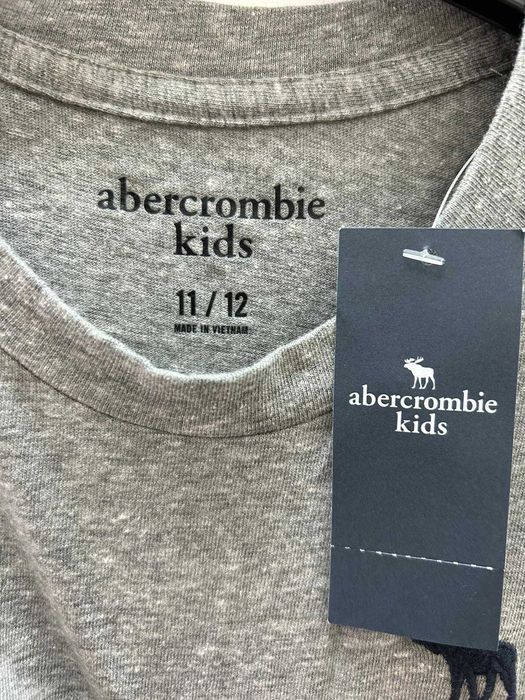 abercrombie
kids
11 / 12
MADE IN VIETNAM
abercrombie
kids